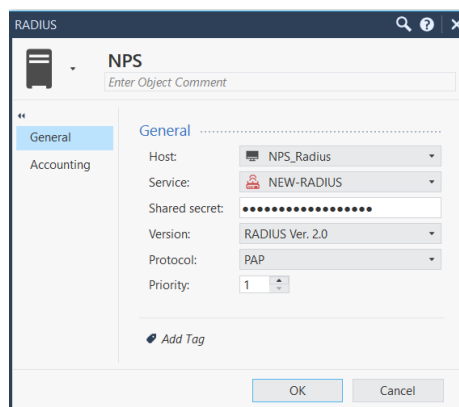 RADIUS
NPS
Enter Object Comment
General
Accounting
General
Host: NPS_Radius
Service: NEW-RADIUS
Shared secret: ••••••••••••••••••
Version: RADIUS Ver. 2.0
Protocol: PAP
Priority: 1
Add Tag
OK Cancel